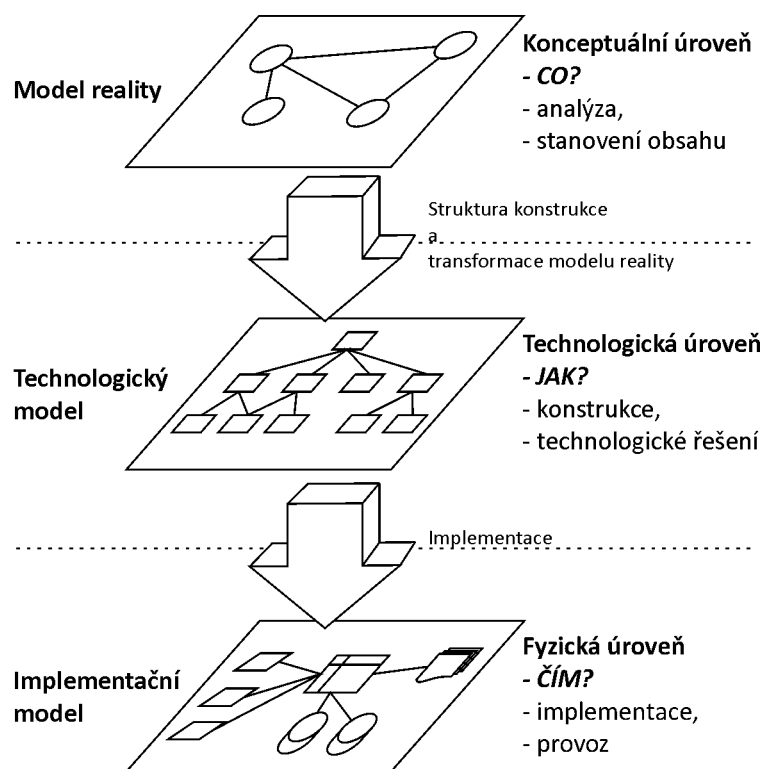 Model reality
Konceptuální úroveň
- CO?
- analýza,
- stanovení obsahu
Struktura konstrukce
a
transformace modelu reality
Technologický
model
Technologická úroveň
- JAK?
- konstrukce,
- technologické řešení
Implementace
Implementační
model
Fyzická úroveň
- ČÍM?
- implementace,
- provoz